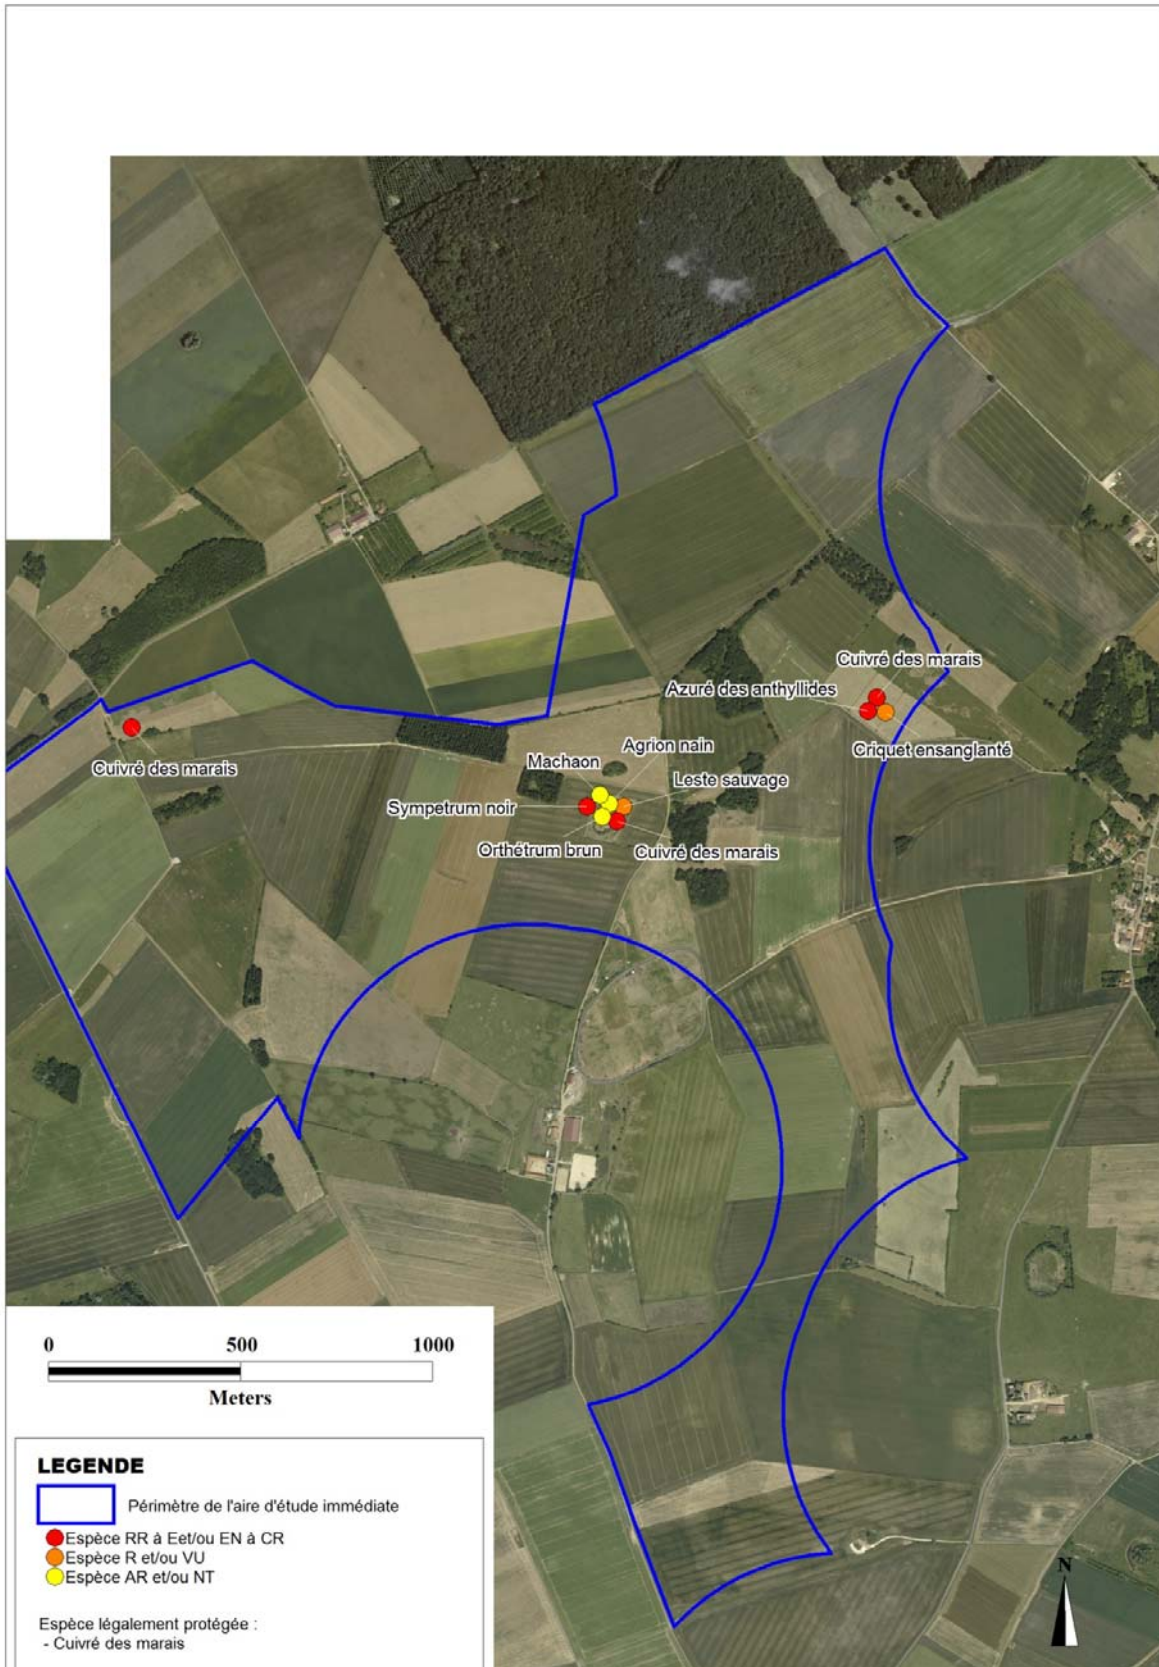 Cuivré des marais
Azuré des anthyllides
Criquet ensanglanté
Cuivré des marais
Agrion nain
Machaon
Leste sauvage
Sympetrum noir
Orthétrum brun
Cuivré des marais
0 500 1000
Meters
LEGENDE
Périmètre de l'aire d'étude immédiate
Espèce RR à Eet/ou EN à CR
Espèce R et/ou VU
Espèce AR et/ou NT
Espèce légalement protégée :
- Cuivré des marais
N